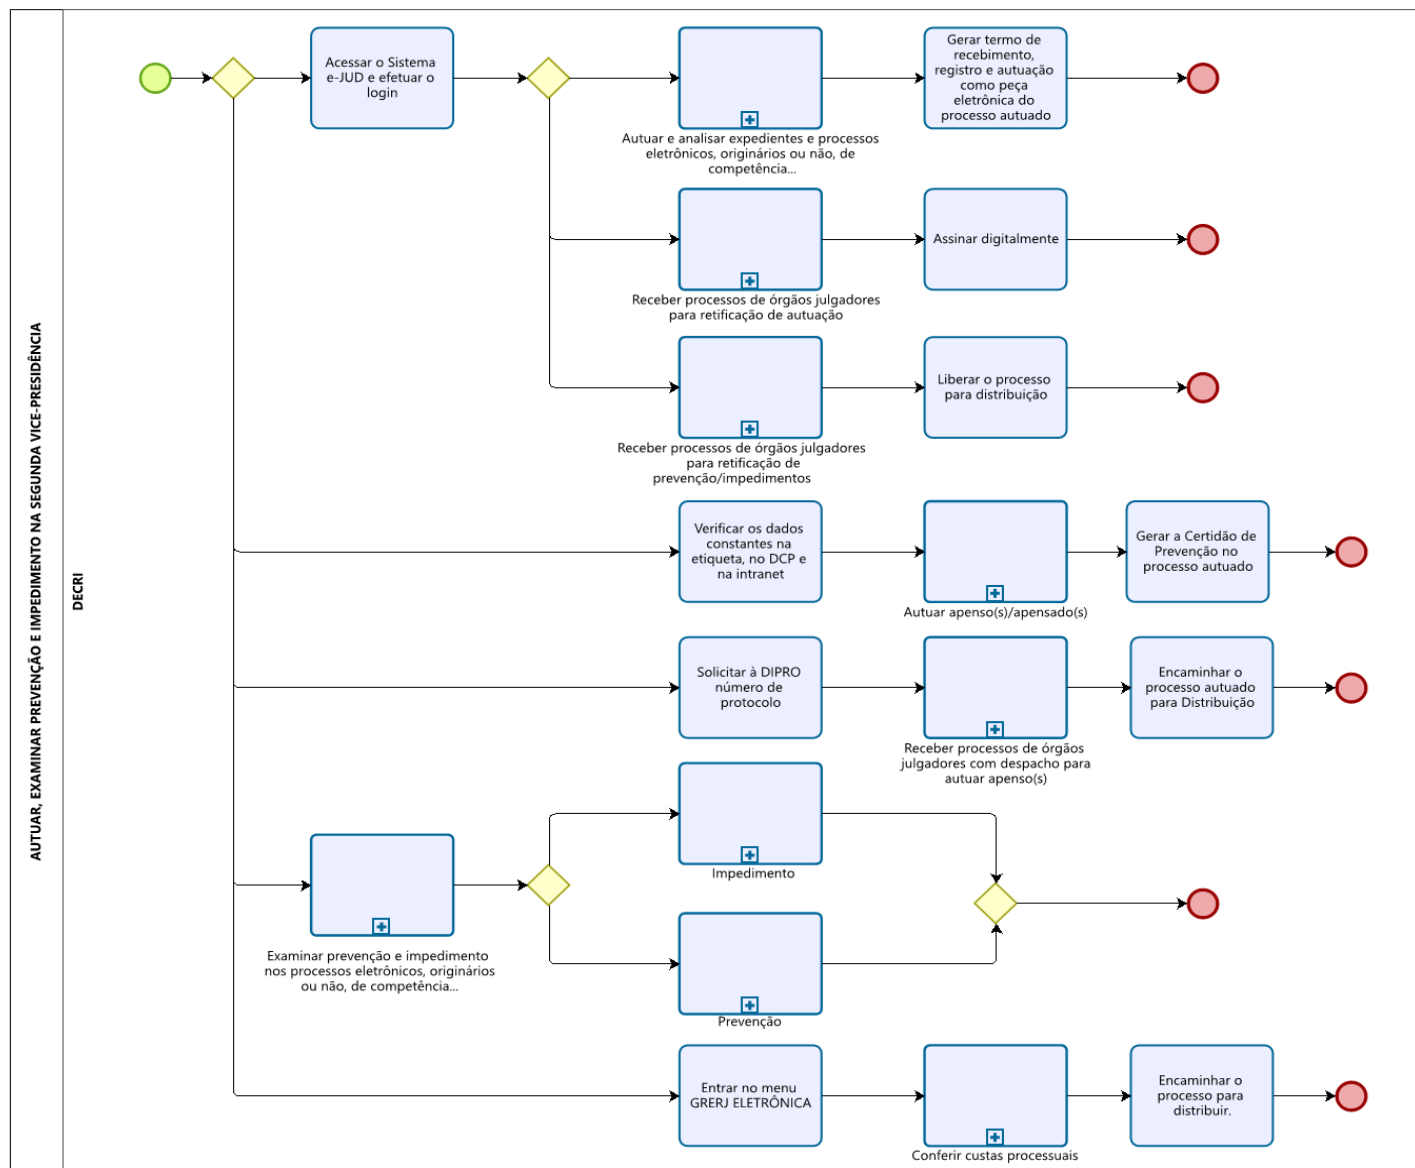 AUTUAR, EXAMINAR PREVENÇÃO E IMPEDIMENTO NA SEGUNDA VICE-PRESIDÊNCIA
DECRI
Acessar o Sistema
e-JUD e efetuar o
login
Autuar e analisar expedientes e processos
eletrônicos, originários ou não, de
competência...
Gerar termo de
recebimento,
registro e autuação
como peça
eletrônica do
processo autuado
Receber processos de órgãos julgadores
para retificação de autuação
Assinar digitalmente
Receber processos de órgãos julgadores
para retificação de
prevenção/impedimentos
Liberar o processo
para distribuição
Verificar os dados
constantes na
etiqueta, no DCP e
na intranet
Autuar apenso(s)/apensado(s)
Gerar a Certidão de
Prevenção no
processo autuado
Solicitar à DIPRO
número de
protocolo
Receber processos de órgãos
julgadores com despacho para
autuar apenso(s)
Encaminhar o
processo autuado
para Distribuição
Examinar prevenção e impedimento
nos processos eletrônicos, originários
ou não, de competência...
Impedimento
Prevenção
Entrar no menu
GRERJ ELETRÔNICA
Conferir custas processuais
Encaminhar o
processo para
distribuir.